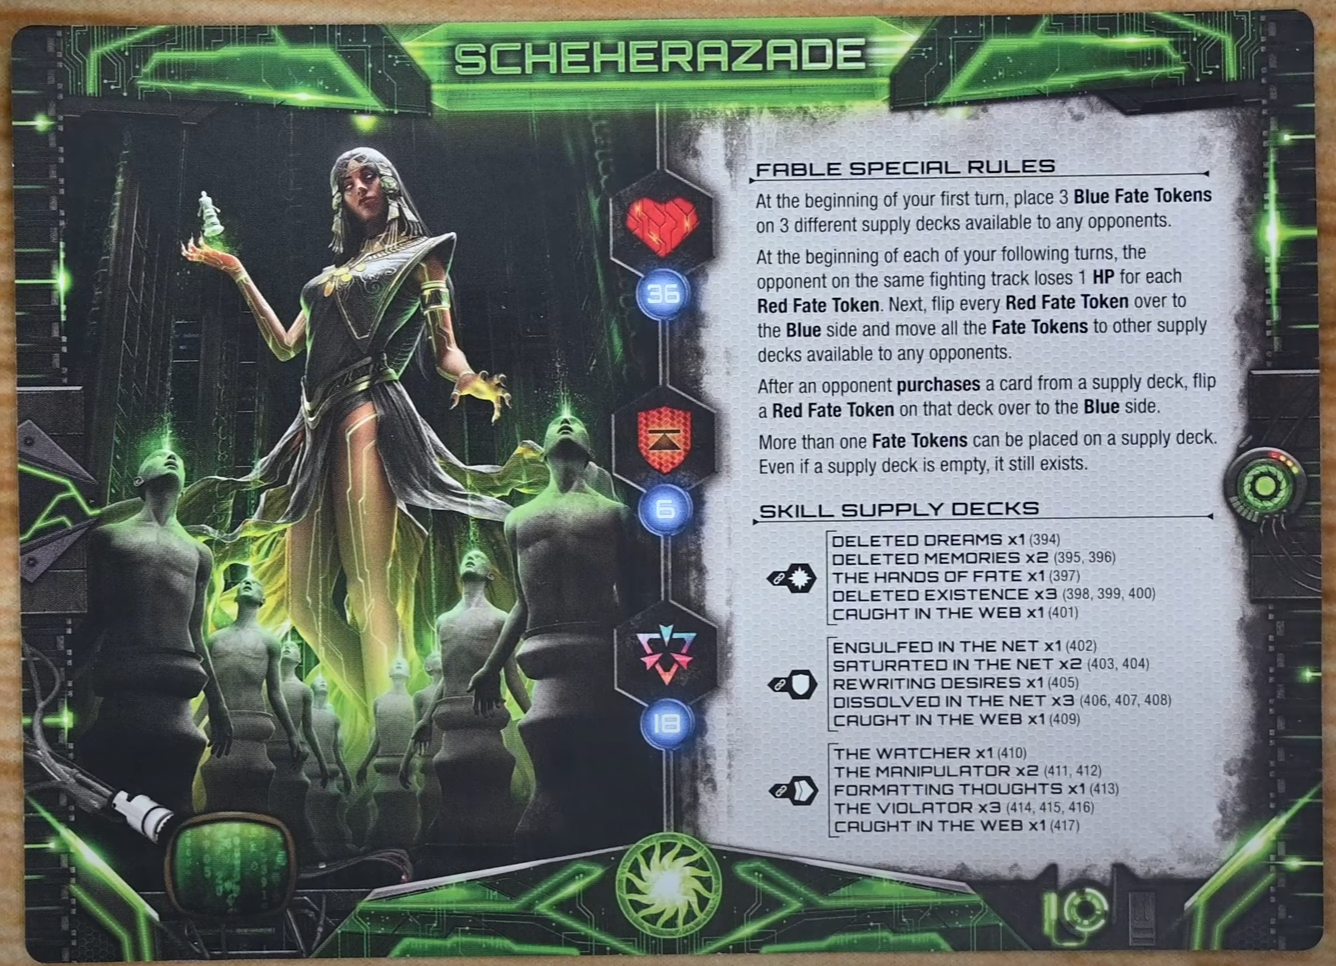 SCHEHERAZADE
36
6
18
FABLE SPECIAL RULES
At the beginning of your first turn, place 3 Blue Fate Tokens
on 3 different supply decks available to any opponents.
At the beginning of each of your following turns, the
opponent on the same fighting track loses 1 HP for each
Red Fate Token. Next, flip every Red Fate Token over to
the Blue side and move all the Fate Tokens to other supply
decks available to any opponents.
After an opponent purchases a card from a supply deck, flip
a Red Fate Token on that deck over to the Blue side.
More than one Fate Tokens can be placed on a supply deck.
Even if a supply deck is empty, it still exists.
SKILL SUPPLY DECKS
DELETED DREAMS x1 (394)
DELETED MEMORIES x2 (395, 396)
THE HANDS OF FATE x1 (397)
DELETED EXISTENCE x3 (398, 399, 400)
CAUGHT IN THE WEB x1 (401)
ENGULFED IN THE NET x1 (402)
SATURATED IN THE NET x2 (403, 404)
REWRITING DESIRES x1 (405)
DISSOLVED IN THE NET x3 (406, 407, 408)
CAUGHT IN THE WEB x1 (409)
THE WATCHER x1 (410)
THE MANIPULATOR x2 (411, 412)
FORMATTING THOUGHTS x1 (413)
THE VIOLATOR x3 (414, 415, 416)
CAUGHT IN THE WEB x1 (417)